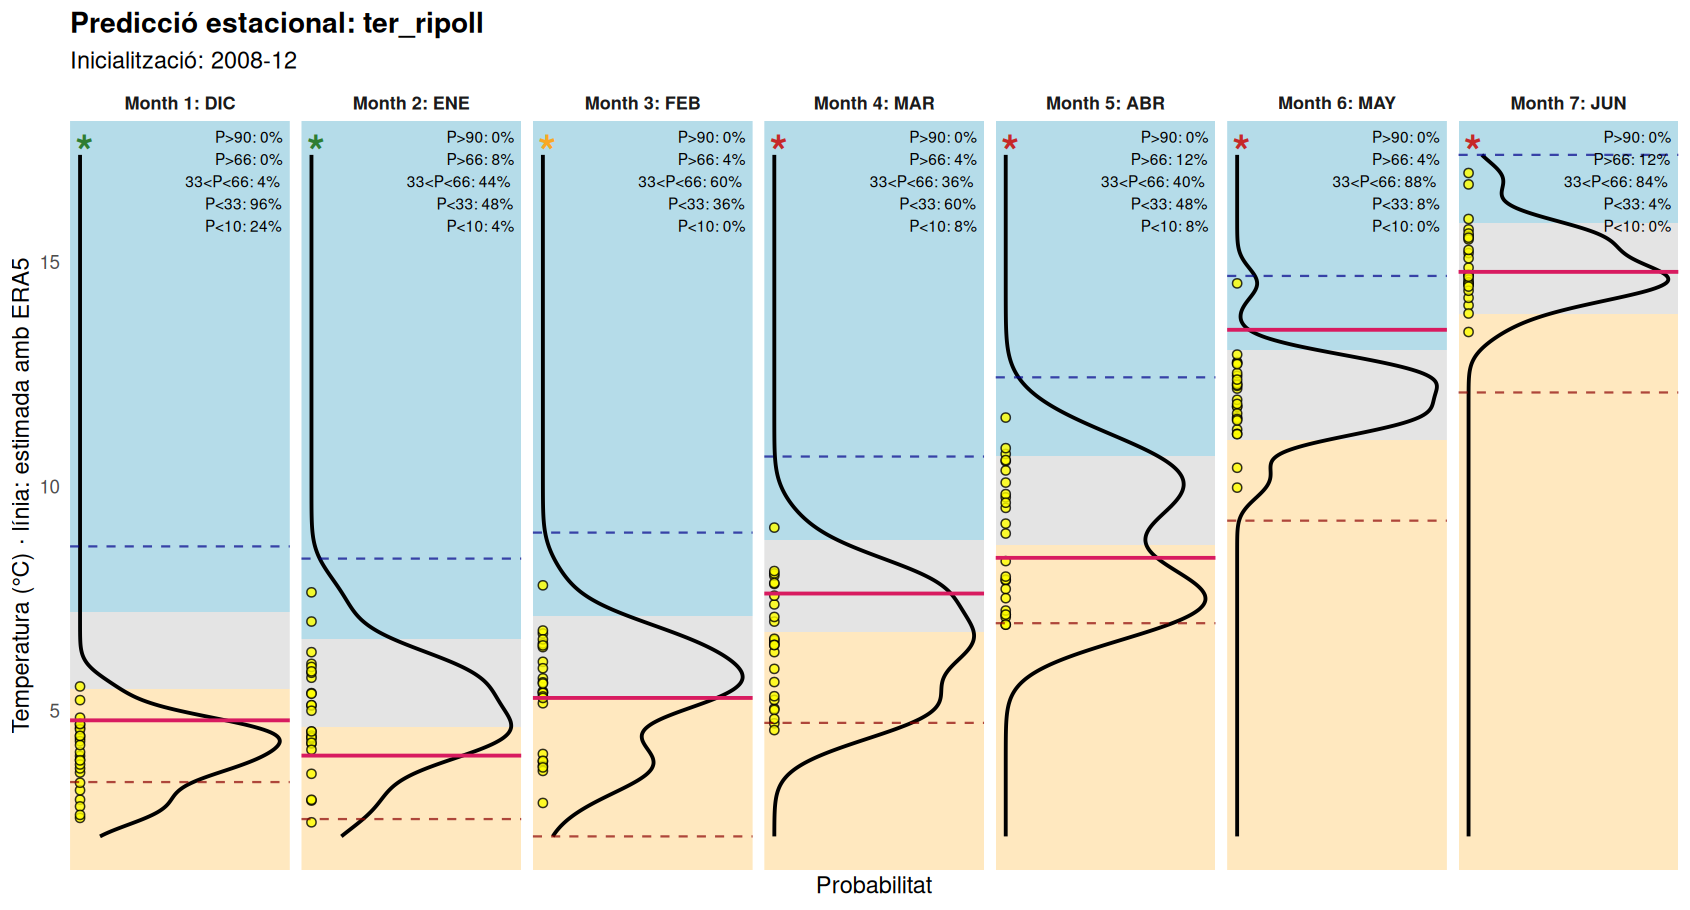 Predicció estacional: ter_ripoll
Inicialització: 2008-12
Month 1: DIC
P>90: 0%
P>66: 0%
33<P<66: 4%
P<33: 96%
P<10: 24%
Month 2: ENE
P>90: 0%
P>66: 8%
33<P<66: 44%
P<33: 48%
P<10: 4%
Month 3: FEB
P>90: 0%
P>66: 4%
33<P<66: 60%
P<33: 36%
P<10: 0%
Month 4: MAR
P>90: 0%
P>66: 4%
33<P<66: 36%
P<33: 60%
P<10: 8%
Month 5: ABR
P>90: 0%
P>66: 12%
33<P<66: 40%
P<33: 48%
P<10: 8%
Month 6: MAY
P>90: 0%
P>66: 4%
33<P<66: 88%
P<33: 8%
P<10: 0%
Month 7: JUN
P>90: 0%
P>66: 12%
33<P<66: 84%
P<33: 4%
P<10: 0%
Temperatura (°C) · línia: estimada amb ERA5
15
10
5
Probabilitat